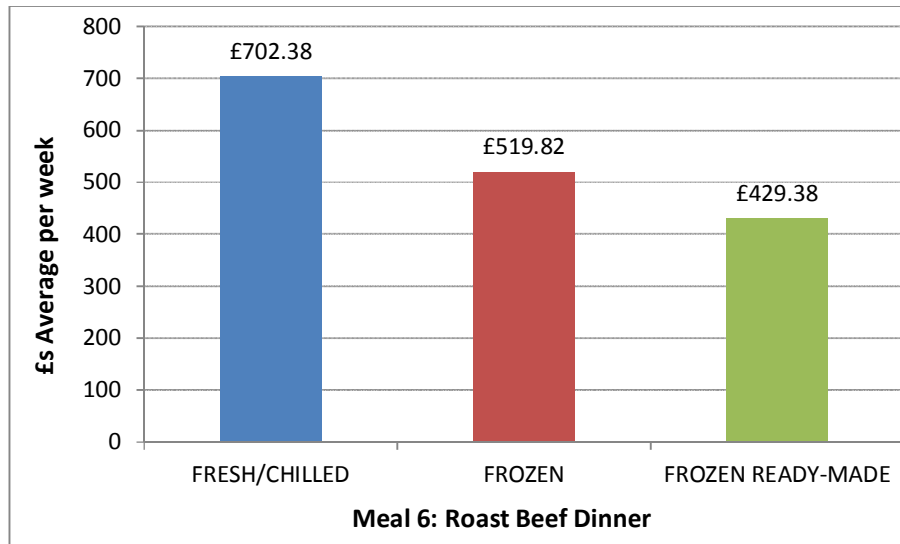 800
700
600
500
400
300
200
100
0
£s Average per week
£702.38
£519.82
£429.38
FRESH/CHILLED
FROZEN
FROZEN READY-MADE
Meal 6: Roast Beef Dinner